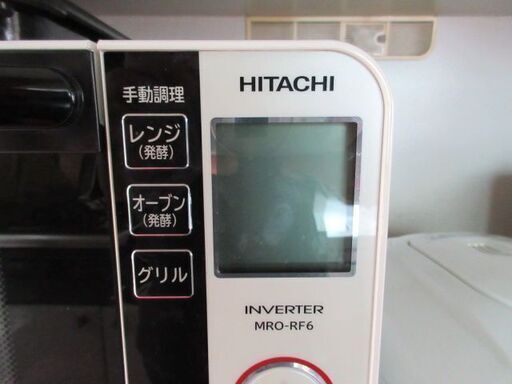 手動調理
レンジ
(発酵)
オーブン
(発酵)
グリル
HITACHI
INVERTER
MRO-RF6